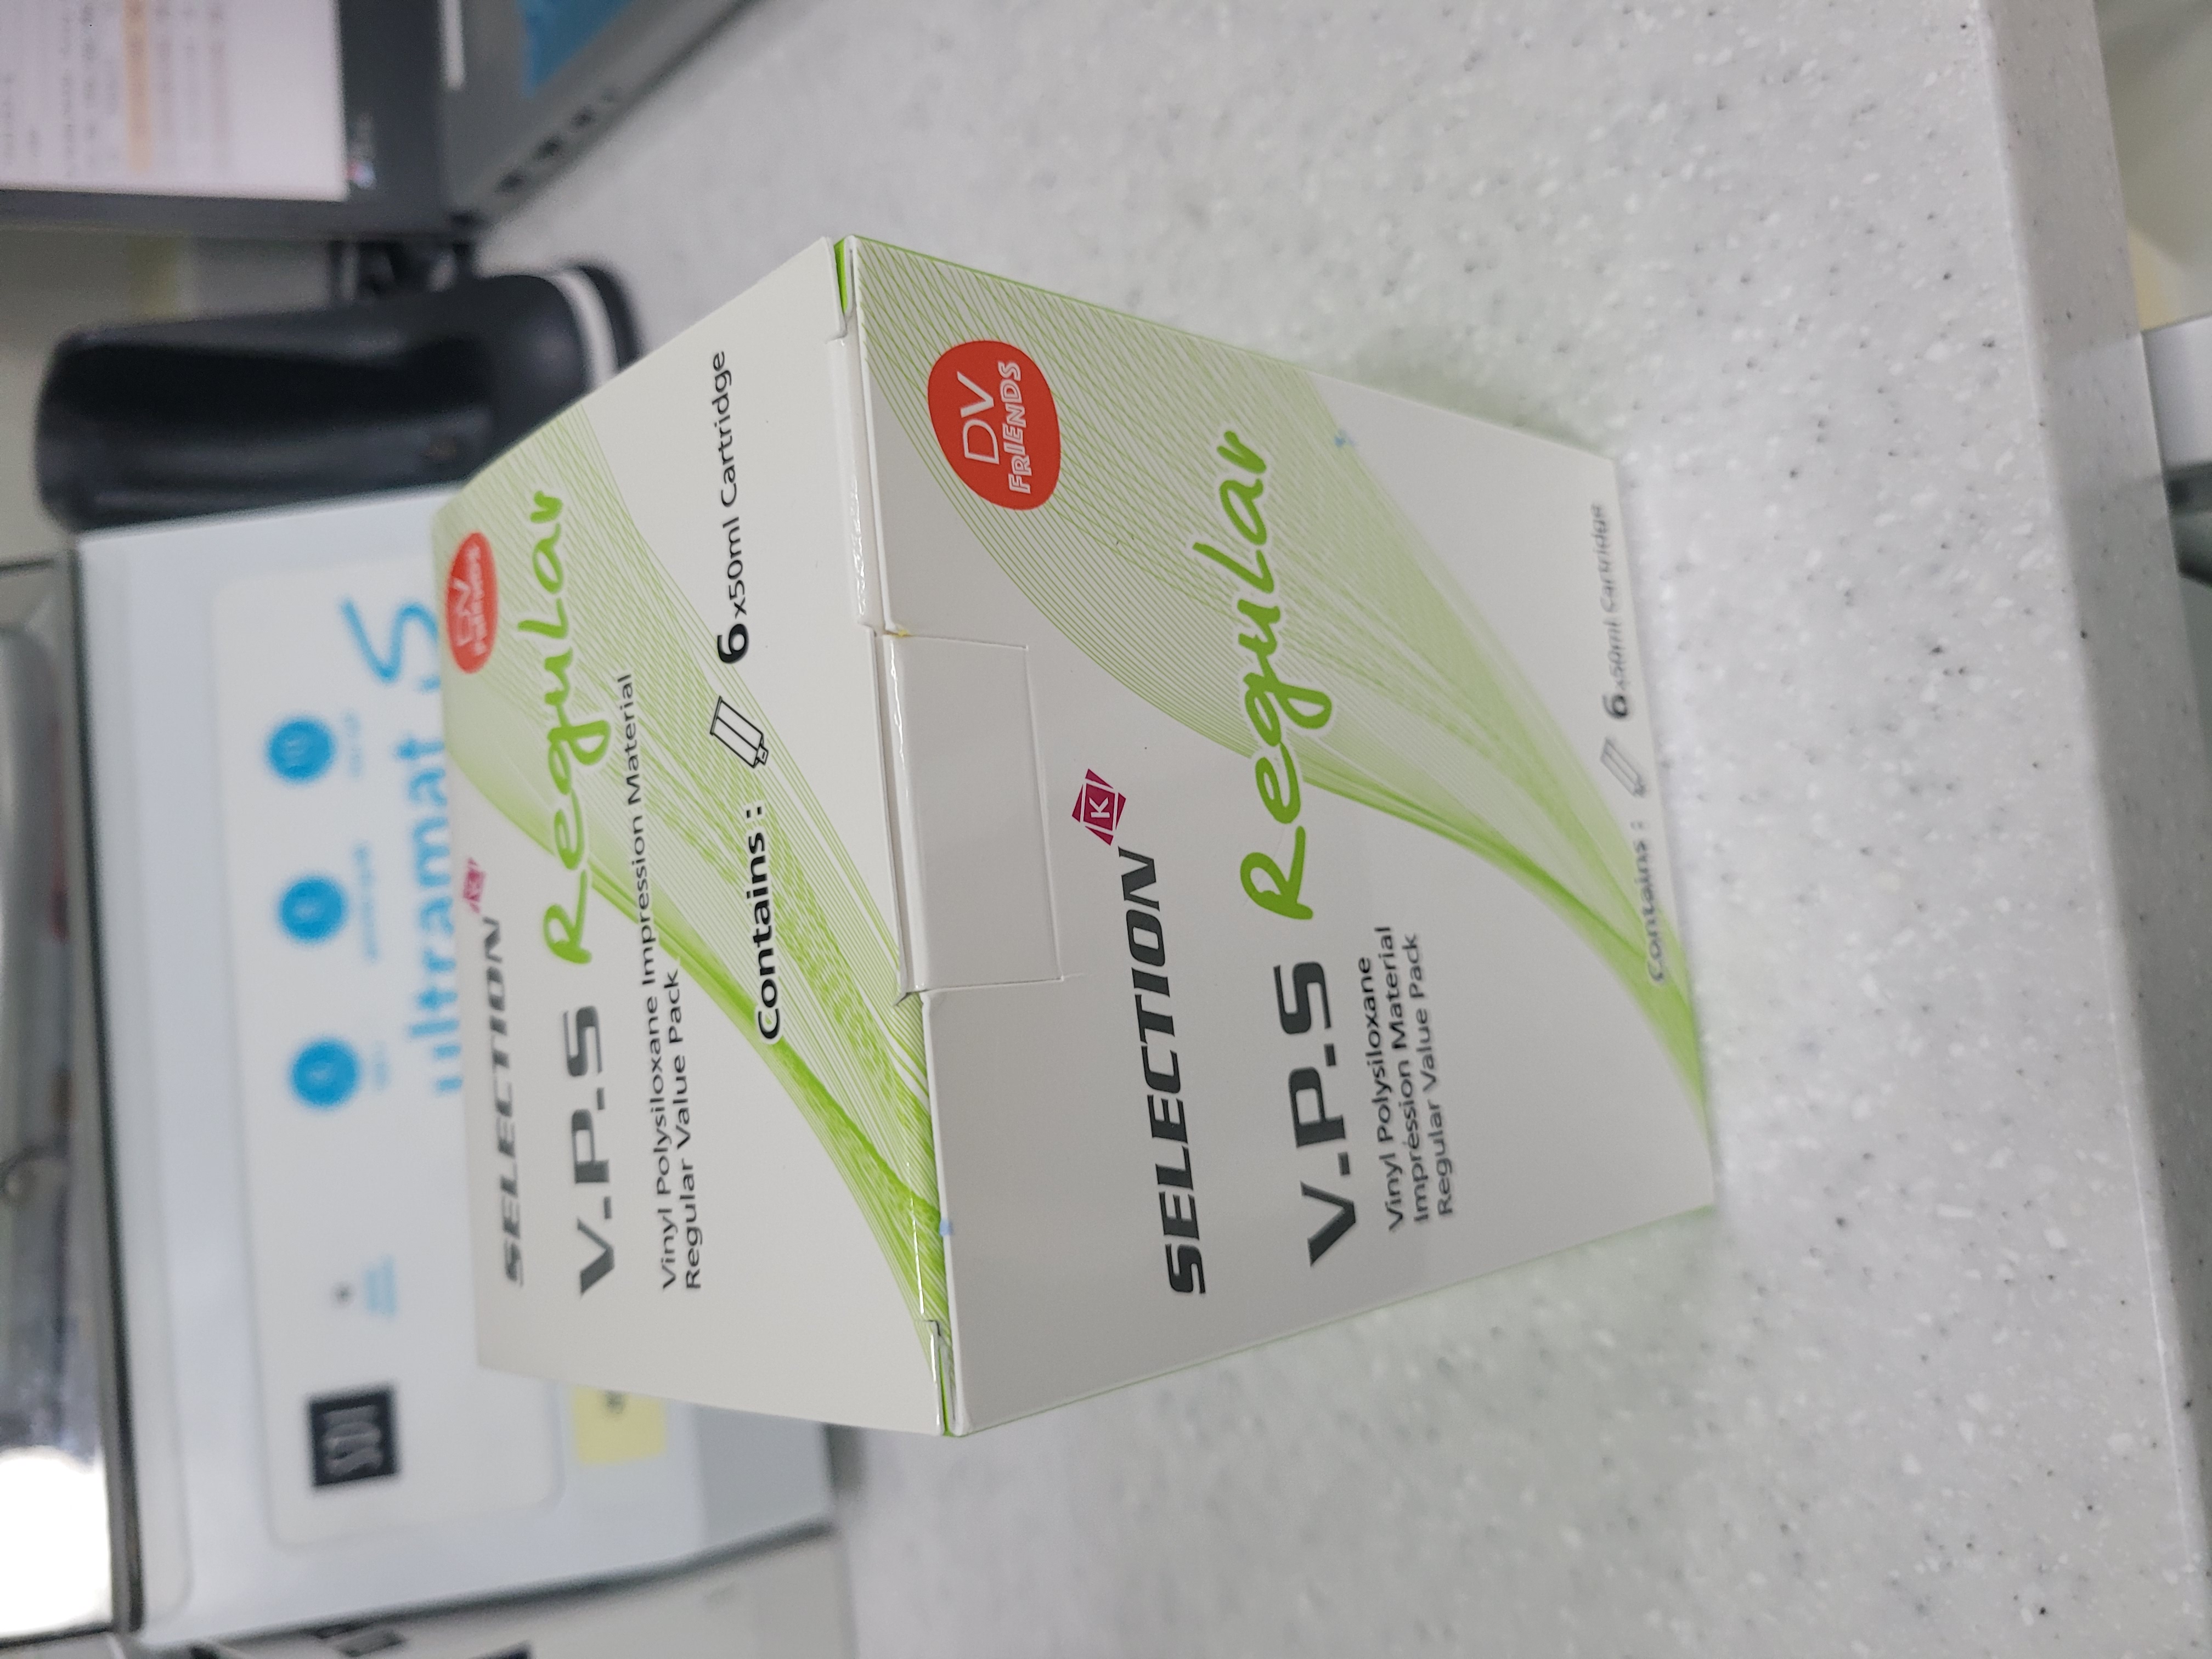 SDI
ultramat S
SELECTION K
DV
FRIENDS
V.P.S Regular
Vinyl Polysiloxane Impression Material
Regular Value Pack
Contains : 6x50ml Cartridge
DV
FRIENDS
SELECTION K
V.P.S Regular
Vinyl Polysiloxane
Impression Material
Regular Value Pack
Contains : 6x50ml Cartridge